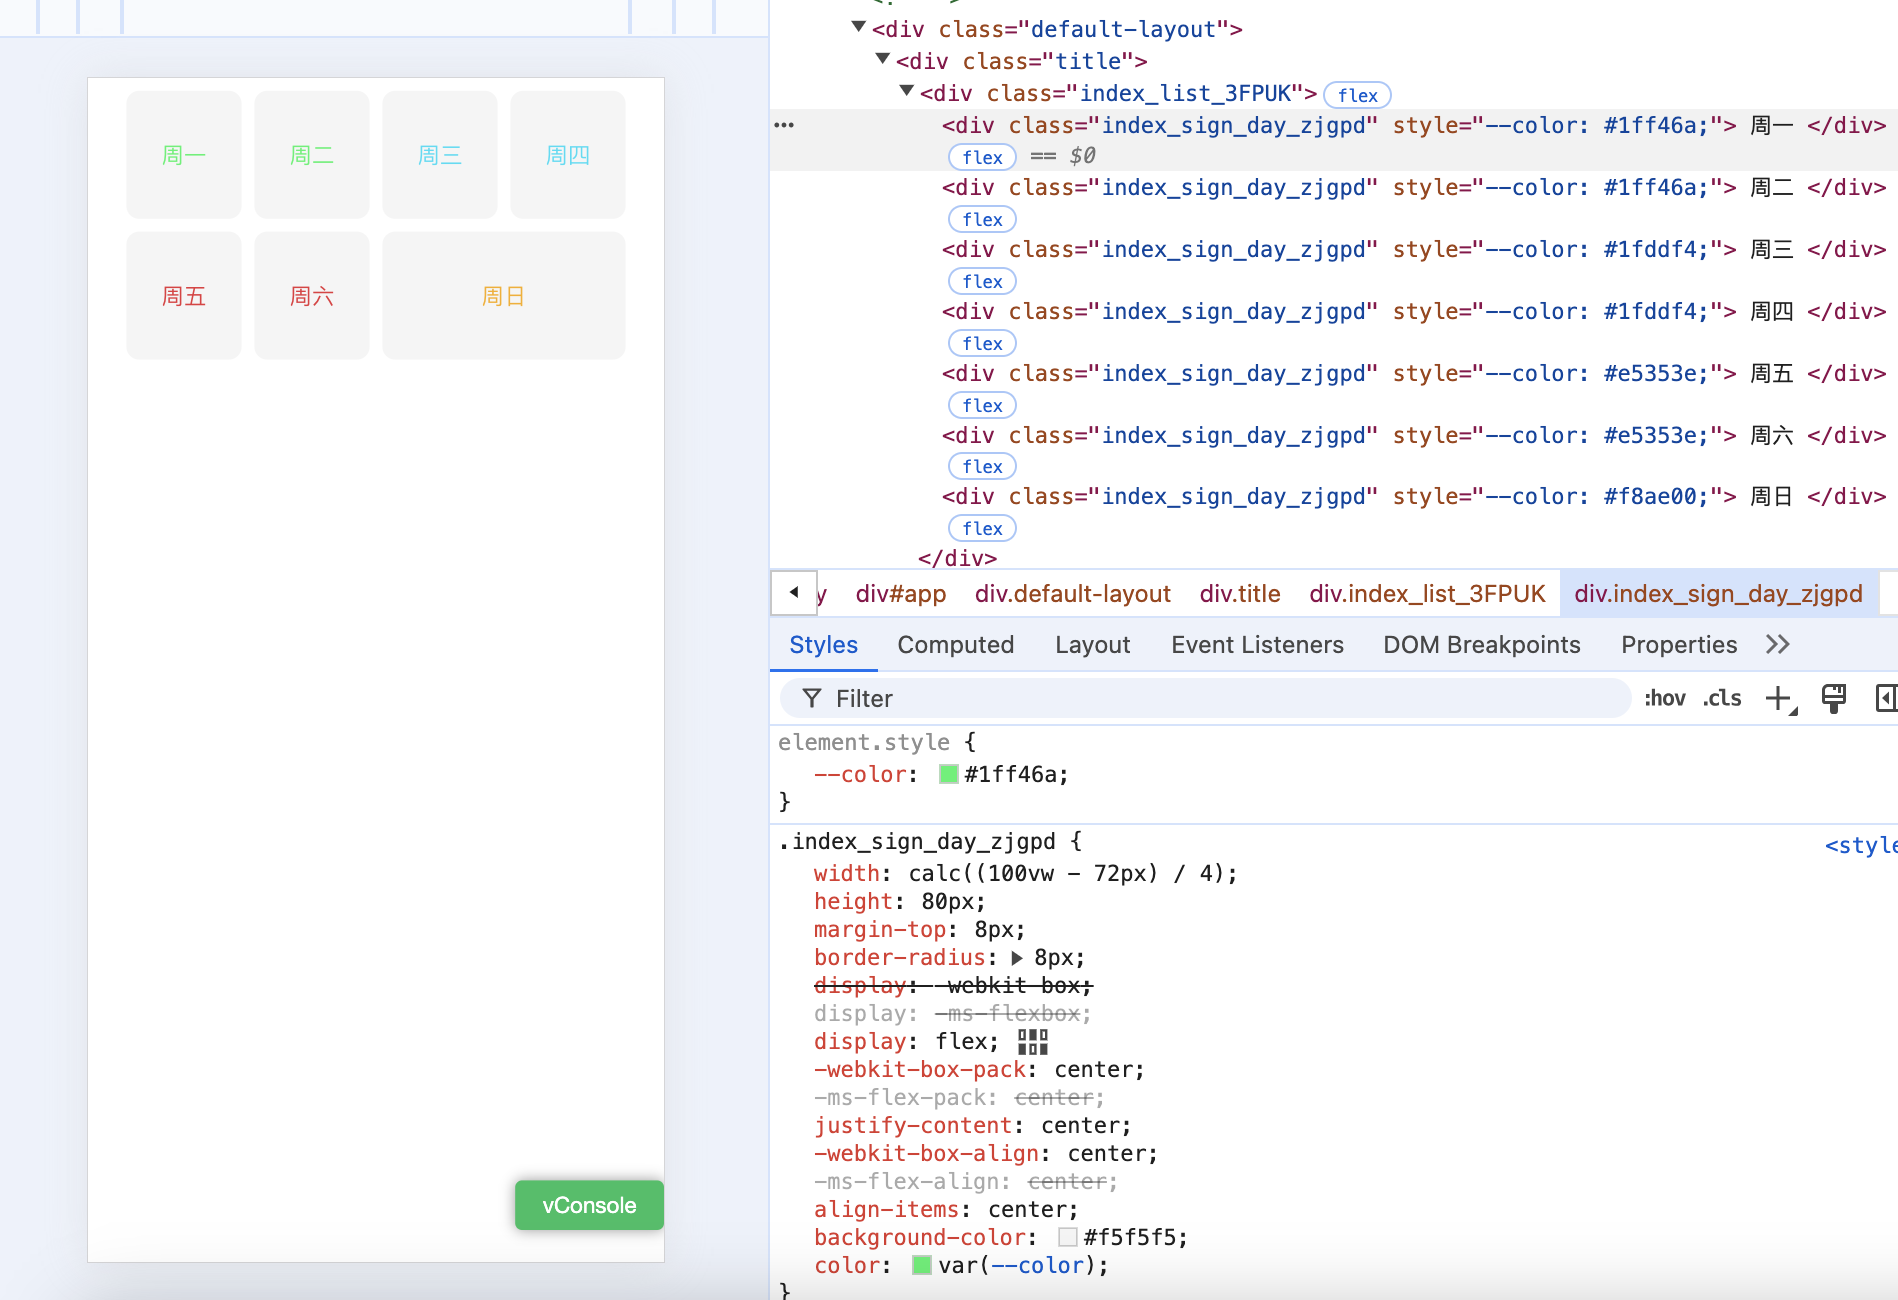 周一 周二 周三 周四
周五 周六 周日
vConsole
<div class="default-layout">
<div class="title">
<div class="index_list_3FPUK"> flex
<div class="index_sign_day_zjgpd" style="--color: #1ff46a;"> 周一 </div>
flex == $0
<div class="index_sign_day_zjgpd" style="--color: #1ff46a;"> 周二 </div>
flex
<div class="index_sign_day_zjgpd" style="--color: #1fddf4;"> 周三 </div>
flex
<div class="index_sign_day_zjgpd" style="--color: #1fddf4;"> 周四 </div>
flex
<div class="index_sign_day_zjgpd" style="--color: #e5353e;"> 周五 </div>
flex
<div class="index_sign_day_zjgpd" style="--color: #e5353e;"> 周六 </div>
flex
<div class="index_sign_day_zjgpd" style="--color: #f8ae00;"> 周日 </div>
flex
</div>
y div#app div.default-layout div.title div.index_list_3FPUK div.index_sign_day_zjgpd
Styles Computed Layout Event Listeners DOM Breakpoints Properties
Filter :hov .cls
element.style {
--color: #1ff46a;
}
.index_sign_day_zjgpd { <style
width: calc((100vw - 72px) / 4);
height: 80px;
margin-top: 8px;
border-radius: 8px;
display: -webkit-box;
display: -ms-flexbox;
display: flex;
-webkit-box-pack: center;
-ms-flex-pack: center;
justify-content: center;
-webkit-box-align: center;
-ms-flex-align: center;
align-items: center;
background-color: #f5f5f5;
color: var(--color);
}